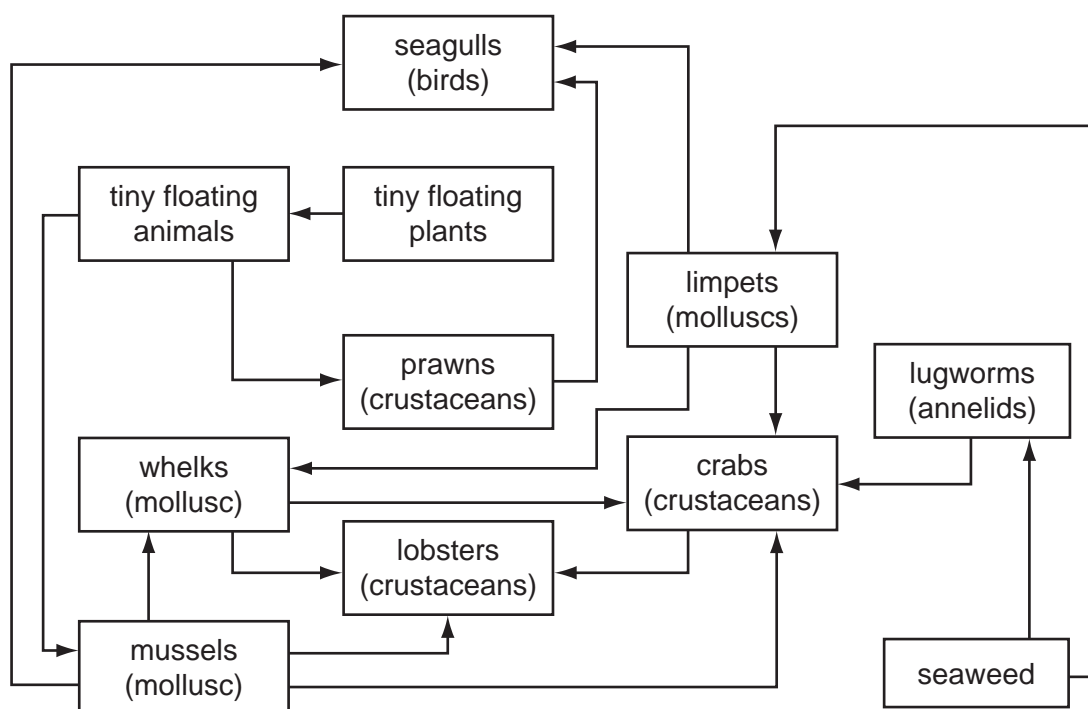 seagulls
(birds)
tiny floating
animals
tiny floating
plants
limpets
(molluscs)
prawns
(crustaceans)
lugworms
(annelids)
whelks
(mollusc)
crabs
(crustaceans)
lobsters
(crustaceans)
mussels
(mollusc)
seaweed